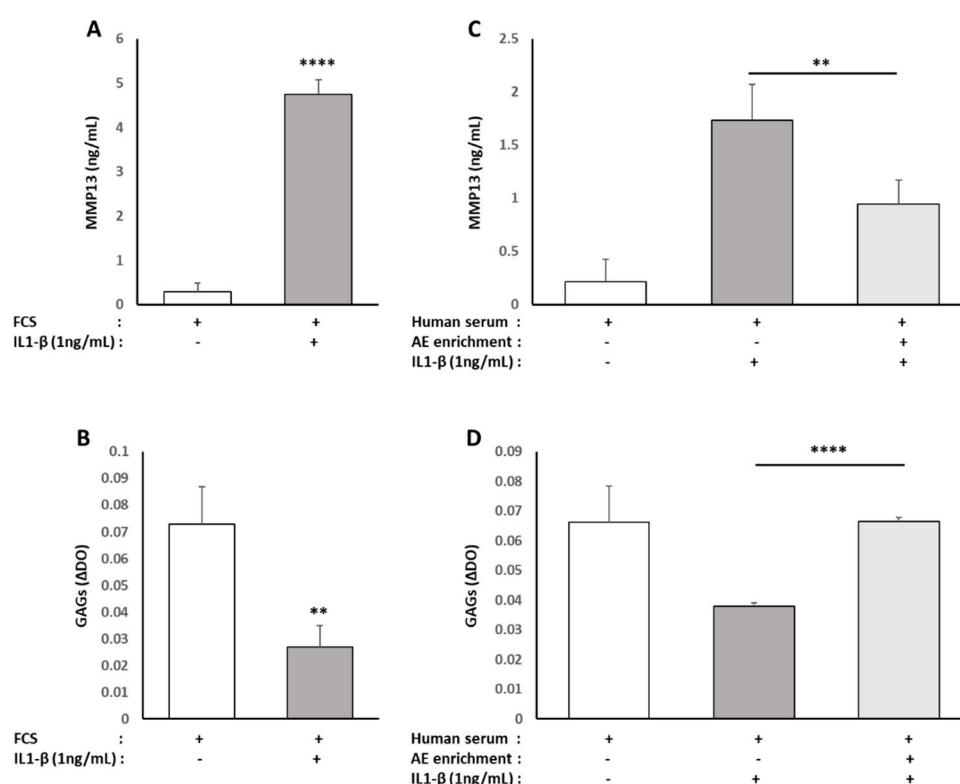 A
MMP13 (ng/mL)
6
5
4
3
2
1
0
****
FCS : + +
IL1-β (1ng/mL) : - +
C
MMP13 (ng/mL)
2.5
2
1.5
1
0.5
0
**
Human serum : + + +
AE enrichment : - - +
IL1-β (1ng/mL) : - + +
B
GAGs (ΔDO)
0.1
0.09
0.08
0.07
0.06
0.05
0.04
0.03
0.02
0.01
0
**
FCS : + +
IL1-β (1ng/mL) : - +
D
GAGs (ΔDO)
0.09
0.08
0.07
0.06
0.05
0.04
0.03
0.02
0.01
0
****
Human serum : + + +
AE enrichment : - - +
IL1-β (1ng/mL) : - + +